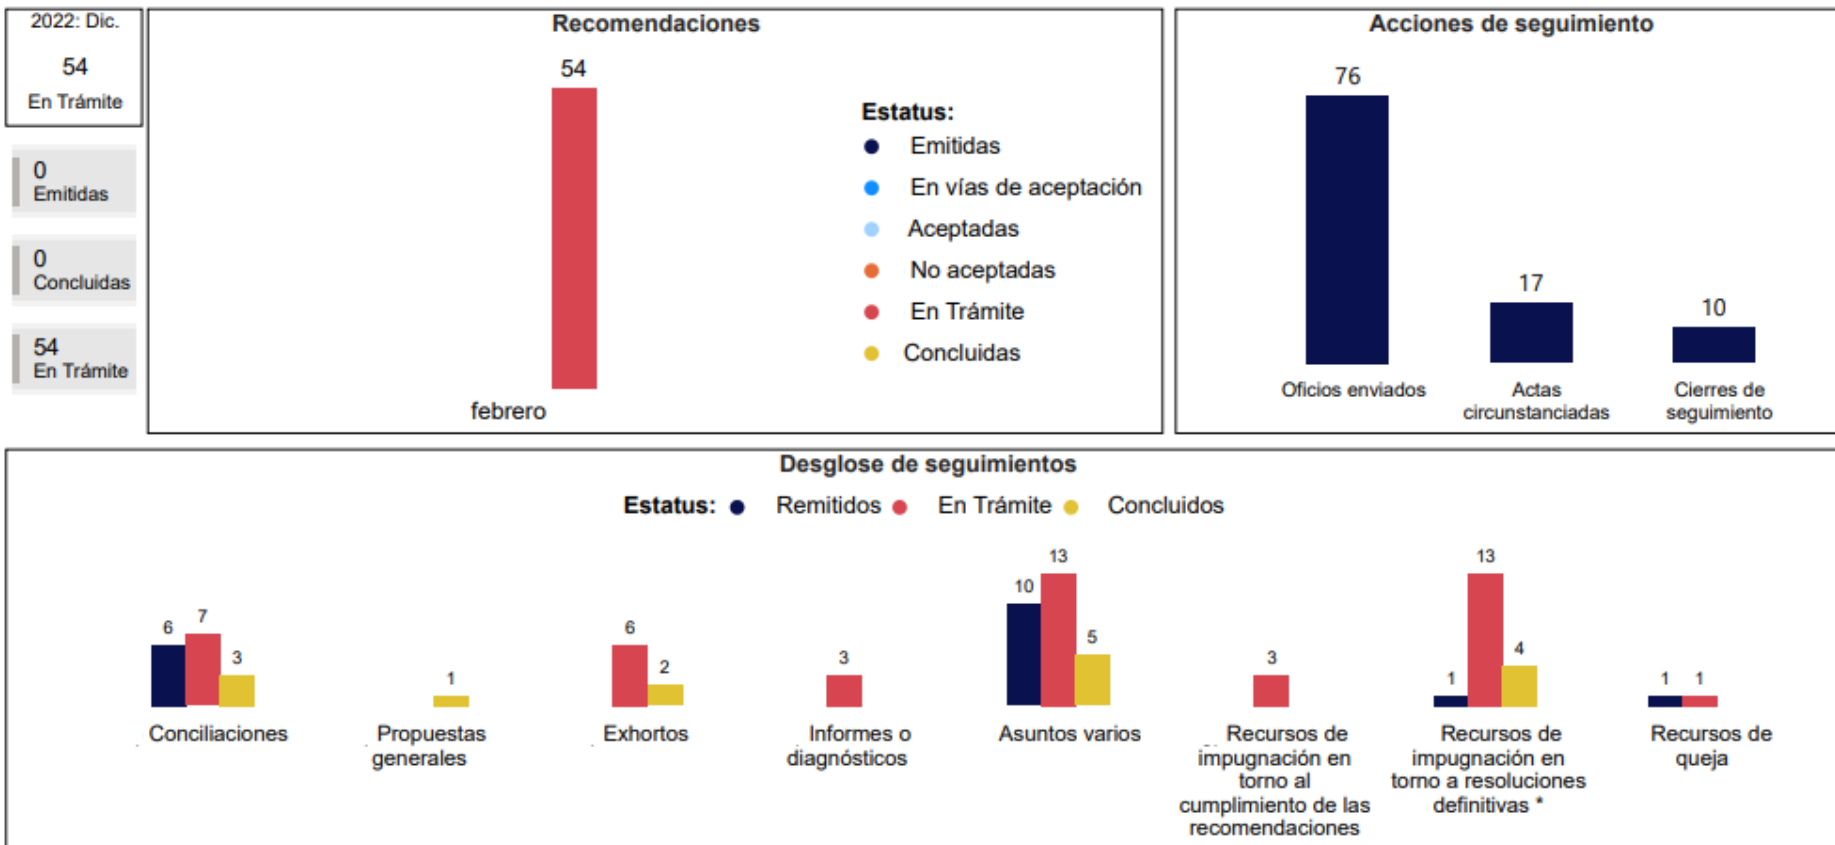 2022: Dic.
54
En Trámite
0
Emitidas
0
Concluidas
54
En Trámite
Recomendaciones
54
febrero
Estatus:
Emitidas
En vías de aceptación
Aceptadas
No aceptadas
En Trámite
Concluidas
Acciones de seguimiento
76
17
10
Oficios enviados
Actas
circunstanciadas
Cierres de
seguimiento
Desglose de seguimientos
Estatus: Remitidos En Trámite Concluidos
6
7
3
Conciliaciones
1
Propuestas
generales
6
2
Exhortos
3
Informes o
diagnósticos
10
13
5
Asuntos varios
3
Recursos de
impugnación en
torno al
cumplimiento de las
recomendaciones
1
13
4
Recursos de
impugnación en
torno a resoluciones
definitivas *
1
1
Recursos de
queja